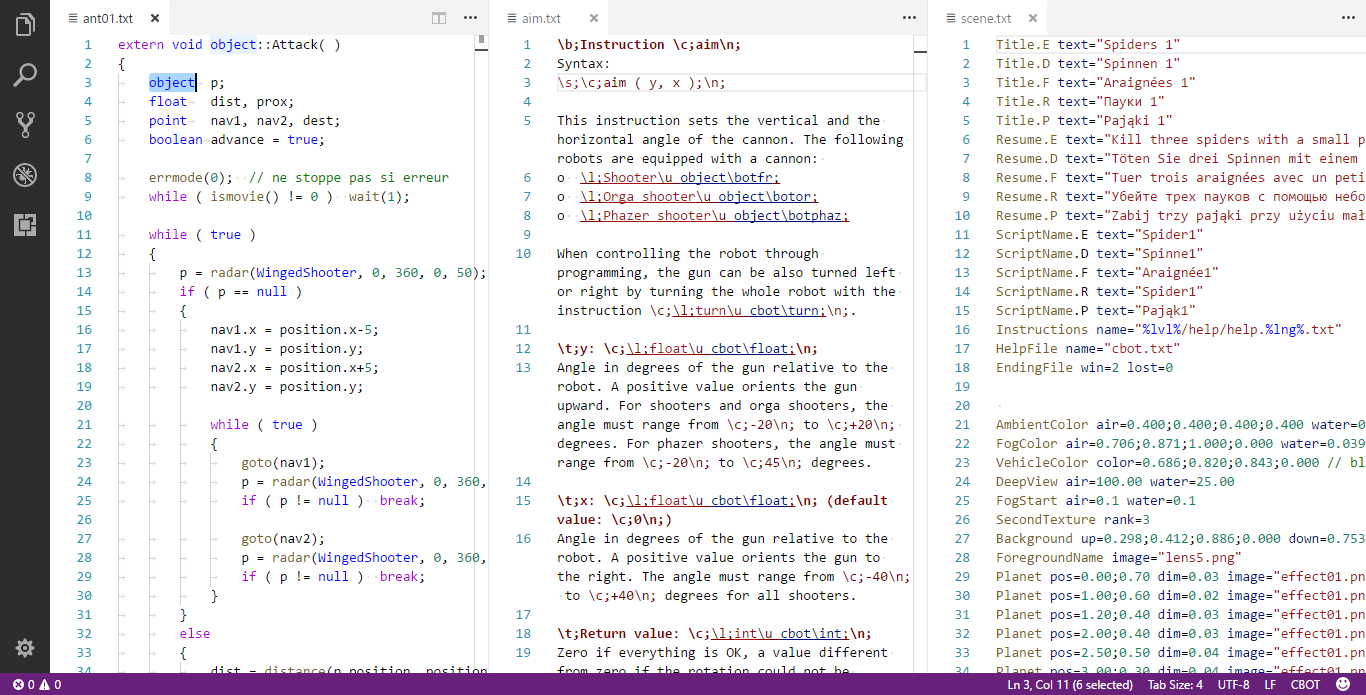 ant01.txt
1 extern void object::Attack( )
2 {
3 object p;
4 float dist, prox;
5 point nav1, nav2, dest;
6 boolean advance = true;
7
8 errmode(0); // ne stoppe pas si erreur
9 while ( ismovie() != 0 ) wait(1);
10
11 while ( true )
12 {
13 p = radar(WingedShooter, 0, 360, 0, 50);
14 if ( p == null )
15 {
16 nav1.x = position.x-5;
17 nav1.y = position.y;
18 nav2.x = position.x+5;
19 nav2.y = position.y;
20
21 while ( true )
22 {
23 goto(nav1);
24 p = radar(WingedShooter, 0, 360,
25 if ( p != null ) break;
26
27 goto(nav2);
28 p = radar(WingedShooter, 0, 360,
29 if ( p != null ) break;
30 }
31 }
32 else
33 {
34 dist = distance(p.position, position
aim.txt
1 \b;Instruction \c;aim\n;
2 Syntax:
3 \s;\c;aim ( y, x );\n;
4
5 This instruction sets the vertical and the
horizontal angle of the cannon. The following
robots are equipped with a cannon:
6 o \l;Shooter\u object\botfr;
7 o \l;Orga shooter\u object\botor;
8 o \l;Phazer shooter\u object\botphaz;
9
10 When controlling the robot through
programming, the gun can be also turned left
or right by turning the whole robot with the
instruction \c;\l;turn\u cbot\turn;\n;.
11
12 \t;y: \c;\l;float\u cbot\float;\n;
13 Angle in degrees of the gun relative to the
robot. A positive value orients the gun
upward. For shooters and orga shooters, the
angle must range from \c;-20\n; to \c;+20\n;
degrees. For phazer shooters, the angle must
range from \c;-20\n; to \c;45\n; degrees.
14
15 \t;x: \c;\l;float\u cbot\float;\n; (default
value: \c;0\n;)
16 Angle in degrees of the gun relative to the
robot. A positive value orients the gun to
the right. The angle must range from \c;-40\n;
to \c;+40\n; degrees for all shooters.
17
18 \t;Return value: \c;\l;int\u cbot\int;\n;
19 Zero if everything is OK, a value different
from zero if the rotation could not be
scene.txt
1 Title.E text="Spiders 1"
2 Title.D text="Spinnen 1"
3 Title.F text="Araignées 1"
4 Title.R text="Пауки 1"
5 Title.P text="Pająki 1"
6 Resume.E text="Kill three spiders with a small p
7 Resume.D text="Töten Sie drei Spinnen mit einem
8 Resume.F text="Tuer trois araignées avec un peti
9 Resume.R text="Убейте трех пауков с помощью небо
10 Resume.P text="Zabij trzy pająki przy użyciu mał
11 ScriptName.E text="Spider1"
12 ScriptName.D text="Spinne1"
13 ScriptName.F text="Araignée1"
14 ScriptName.R text="Spider1"
15 ScriptName.P text="Pająk1"
16 Instructions name="%lvl%/help/help.%lng%.txt"
17 HelpFile name="cbot.txt"
18 EndingFile win=2 lost=0
19
20
21 AmbientColor air=0.400;0.400;0.400;0.400 water=0
22 FogColor air=0.706;0.871;1.000;0.000 water=0.039
23 VehicleColor color=0.686;0.820;0.843;0.000 // bl
24 DeepView air=100.00 water=25.00
25 FogStart air=0.1 water=0.1
26 SecondTexture rank=3
27 Background up=0.298;0.412;0.886;0.000 down=0.753
28 ForegroundName image="lens5.png"
29 Planet pos=0.00;0.70 dim=0.03 image="effect01.pn
30 Planet pos=1.00;0.60 dim=0.02 image="effect01.pn
31 Planet pos=1.20;0.40 dim=0.03 image="effect01.pn
32 Planet pos=2.00;0.40 dim=0.03 image="effect01.pn
33 Planet pos=2.50;0.50 dim=0.04 image="effect01.pn
34 Planet pos=3.00;0.30 dim=0.04 image="effect01.pn
0 0 Ln 3, Col 11 (6 selected) Tab Size: 4 UTF-8 LF CBOT